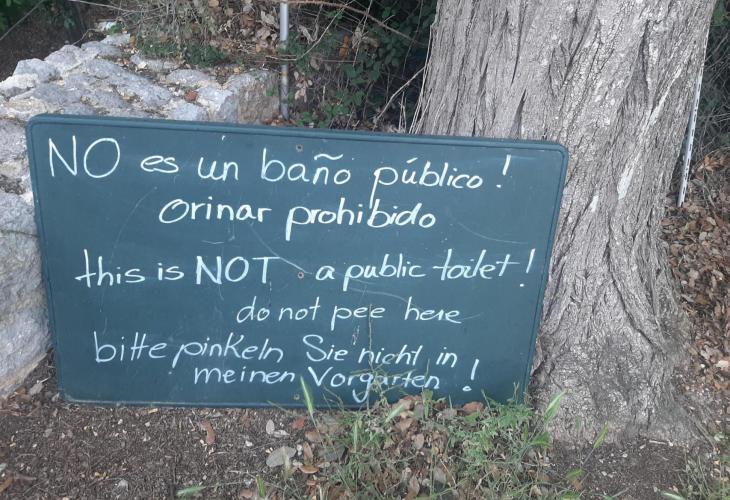 NO es un baño público!
Orinar prohibido
this is NOT a public toilet!
do not pee here
bitte pinkeln Sie nicht in
meinen Vorgärten!